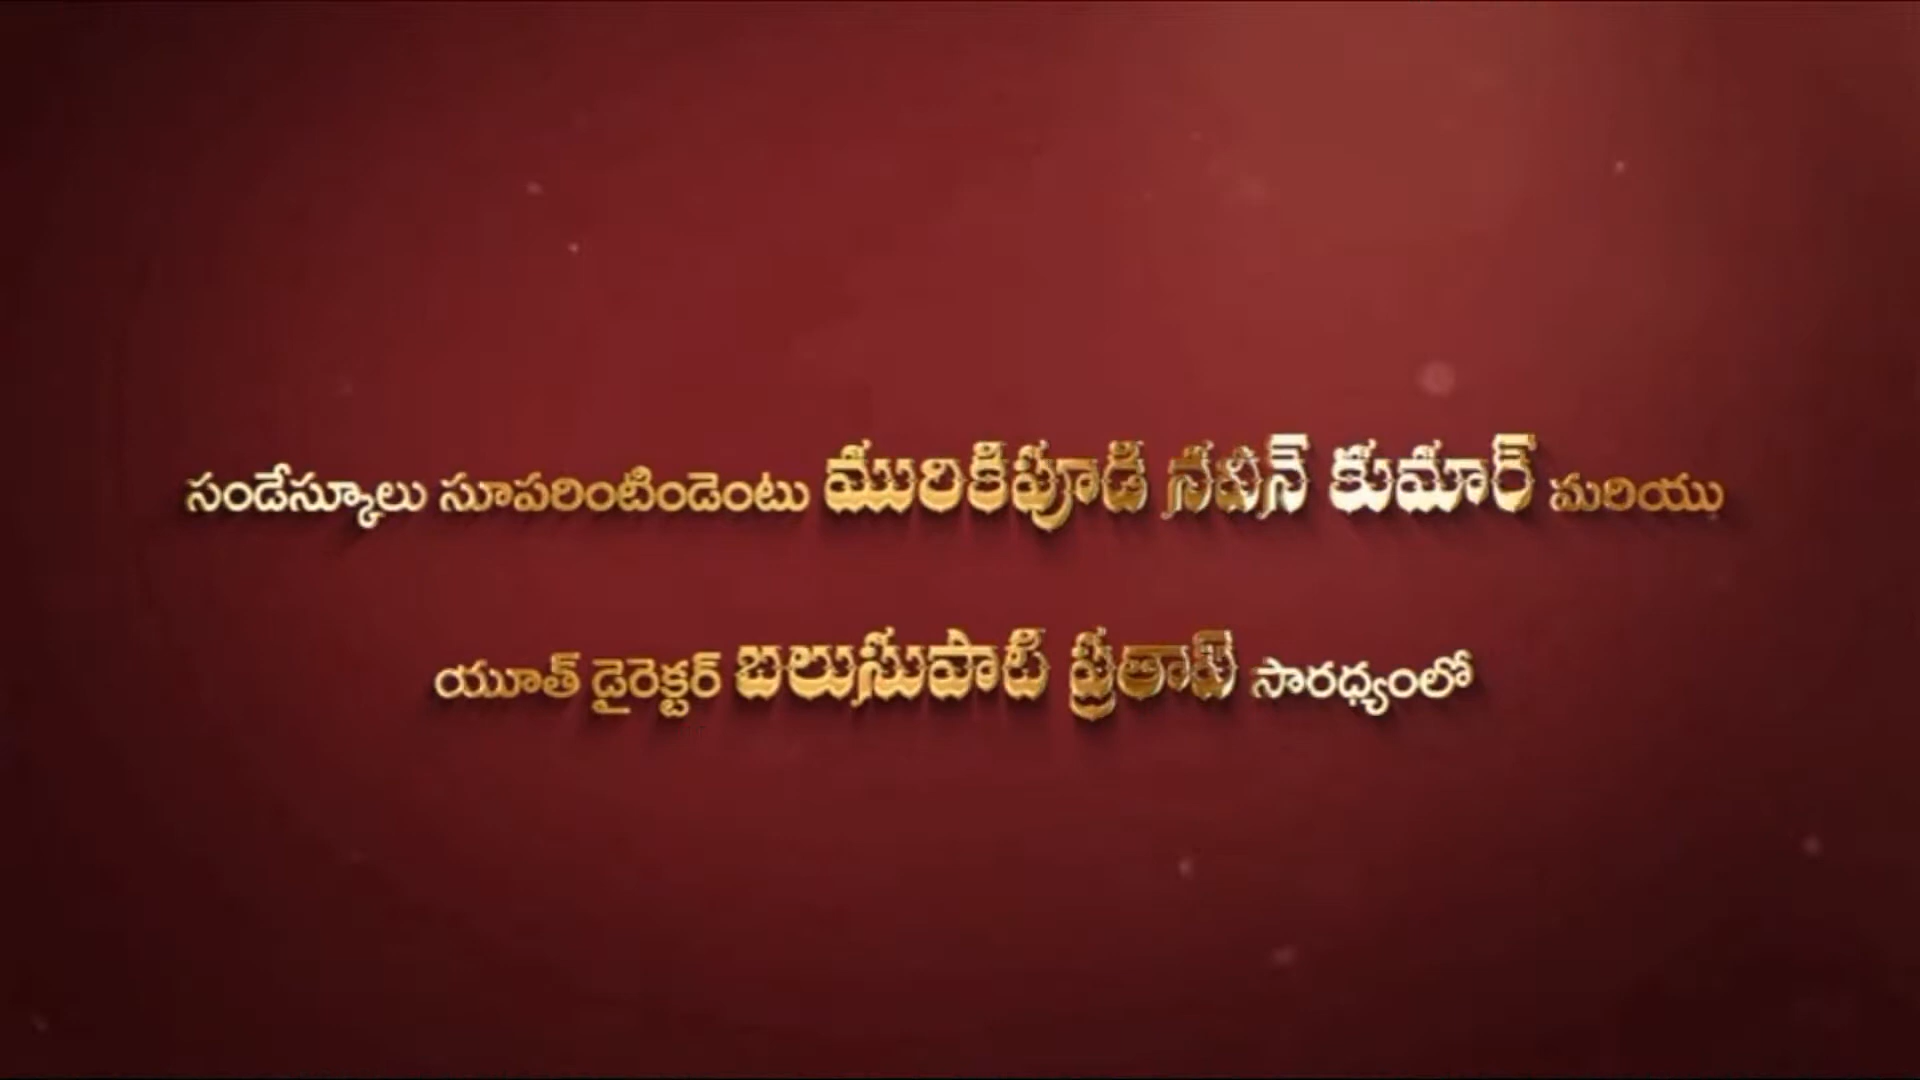 సండేస్కూలు సూపరింటిండెంటు మురికిపూడి నవీన్ కుమార్ మరియు
యూత్ డైరెక్టర్ బలుసుపాటి ప్రతాప్ సారధ్యంలో